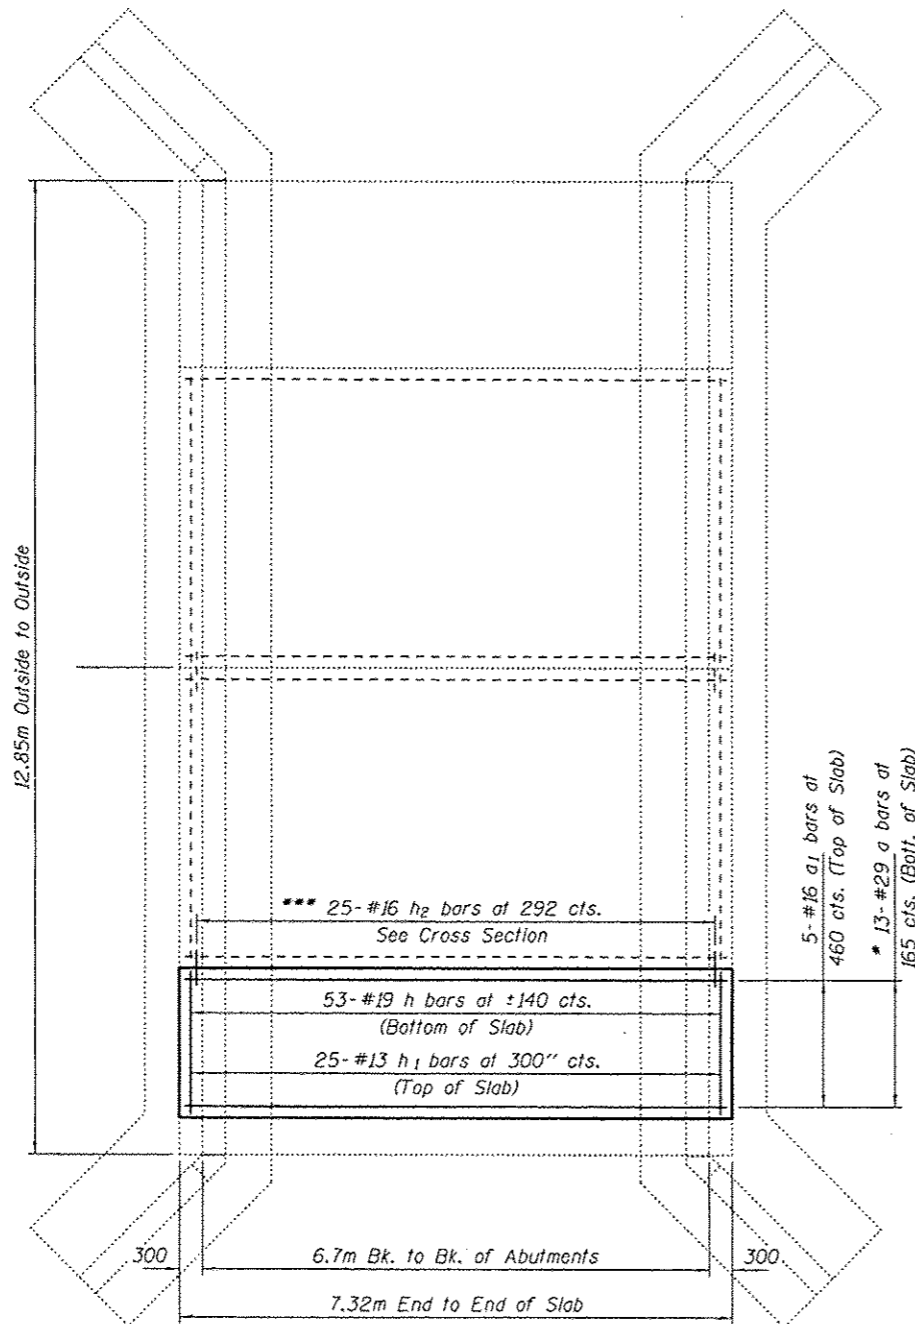 12.85m Outside to Outside
5-#16 a1 bars at
460 cts. (Top of Slab)
* 13-#29 a bars at
165 cts. (Bott. of Slab)
*** 25-#16 h2 bars at 292 cts.
See Cross Section
53-#19 h bars at ±140 cts.
(Bottom of Slab)
25-#13 h1 bars at 300" cts.
(Top of Slab)
300
6.7m Bk. to Bk. of Abutments
300
7.32m End to End of Slab